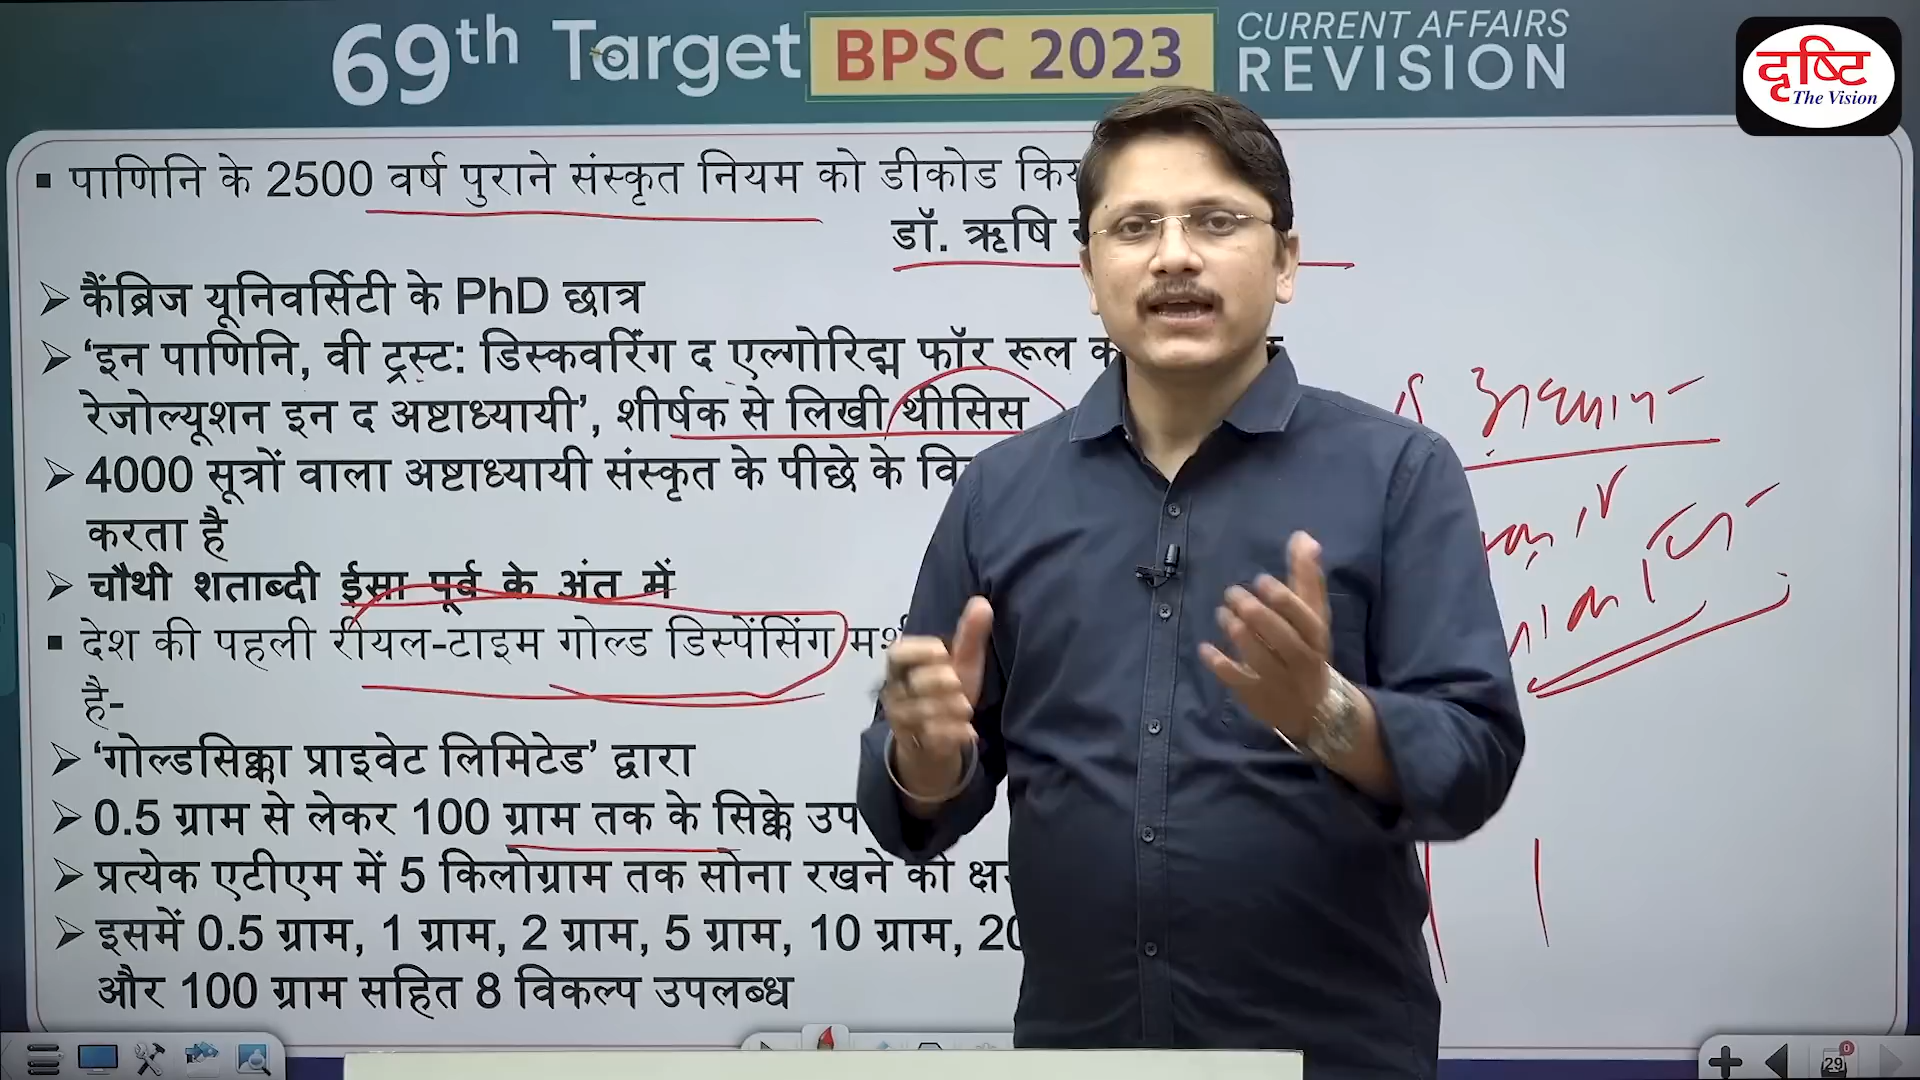 69th Target BPSC 2023 CURRENT AFFAIRS
REVISION
दृष्टि
The Vision
▪ पाणिनि के 2500 वर्ष पुराने संस्कृत नियम को डीकोड
डॉ. ऋषि
➤ कैंब्रिज यूनिवर्सिटी के PhD छात्र
➤ ‘इन पाणिनि, वी ट्रस्ट: डिस्कवरिंग द एल्गोरिद्म फॉर रूल
रेजोल्यूशन इन द अष्टाध्यायी’, शीर्षक से लिखी थीसिस
➤ 4000 सूत्रों वाला अष्टाध्यायी संस्कृत के पीछे के
करता है
➤ चौथी शताब्दी ईसा पूर्व के अंत में
▪ देश की पहली रीयल-टाइम गोल्ड डिस्पेंसिंग
है-
➤ ‘गोल्डसिक्का प्राइवेट लिमिटेड’ द्वारा
➤ 0.5 ग्राम से लेकर 100 ग्राम तक के सिक्के
➤ प्रत्येक एटीएम में 5 किलोग्राम तक सोना रखने की
➤ इसमें 0.5 ग्राम, 1 ग्राम, 2 ग्राम, 5 ग्राम, 10 ग्राम, 20
और 100 ग्राम सहित 8 विकल्प उपलब्ध
29
0